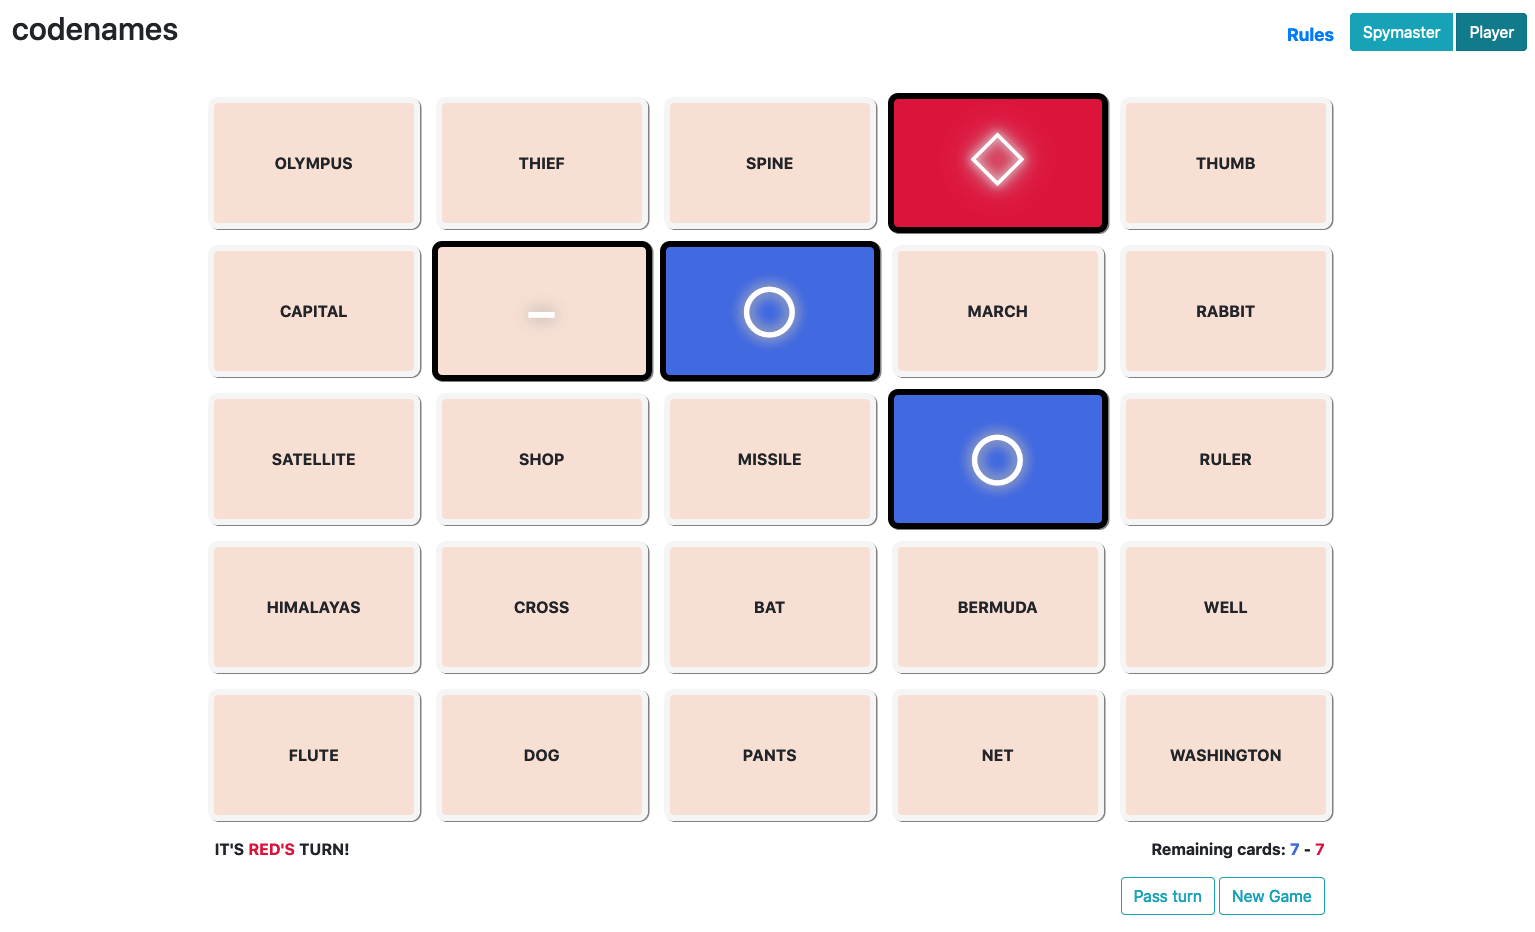 codenames
Rules
Spymaster
Player
OLYMPUS
THIEF
SPINE
THUMB
CAPITAL
MARCH
RABBIT
SATELLITE
SHOP
MISSILE
RULER
HIMALAYAS
CROSS
BAT
BERMUDA
WELL
FLUTE
DOG
PANTS
NET
WASHINGTON
IT'S RED'S TURN!
Remaining cards: 7 - 7
Pass turn
New Game